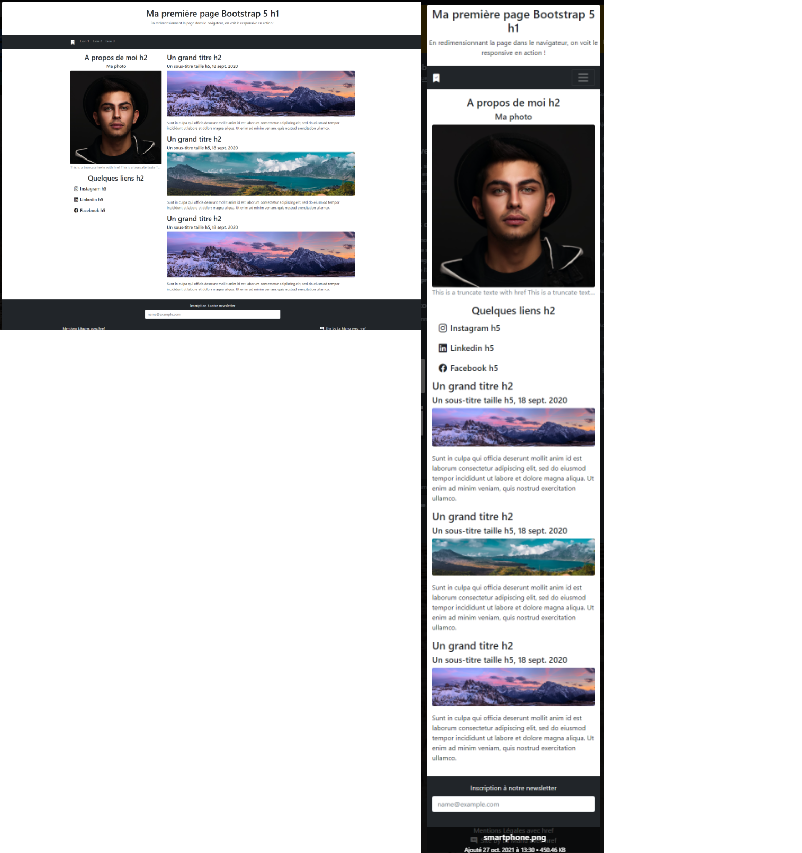 Ma première page Bootstrap 5 h1
A propos de moi h2
Ma photo
Quelques liens h2
Instagram h5
Linkedin h5
Facebook h5
Un grand titre h2
Un sous-titre taille h5, 18 sept. 2020
Un grand titre h2
Un sous-titre taille h5, 18 sept. 2020
Un grand titre h2
Un sous-titre taille h5, 18 sept. 2020
Inscription à notre newsletter
name@example.com
Ma première page Bootstrap 5
h1
En redimensionnant la page dans le navigateur, on voit le
responsive en action !
A propos de moi h2
Ma photo
This is a truncate texte with href This is a truncate text...
Quelques liens h2
Instagram h5
Linkedin h5
Facebook h5
Un grand titre h2
Un sous-titre taille h5, 18 sept. 2020
Sunt in culpa qui officia deserunt mollit anim id est
laborum consectetur adipiscing elit, sed do eiusmod
tempor incididunt ut labore et dolore magna aliqua. Ut
enim ad minim veniam, quis nostrud exercitation
ullamco.
Un grand titre h2
Un sous-titre taille h5, 18 sept. 2020
Sunt in culpa qui officia deserunt mollit anim id est
laborum consectetur adipiscing elit, sed do eiusmod
tempor incididunt ut labore et dolore magna aliqua. Ut
enim ad minim veniam, quis nostrud exercitation
ullamco.
Un grand titre h2
Un sous-titre taille h5, 18 sept. 2020
Sunt in culpa qui officia deserunt mollit anim id est
laborum consectetur adipiscing elit, sed do eiusmod
tempor incididunt ut labore et dolore magna aliqua. Ut
enim ad minim veniam, quis nostrud exercitation
ullamco.
Inscription à notre newsletter
name@example.com
Mentions Légales avec href
smartphone.png
Ajouté 27 oct. 2021 à 13:30 • 450.46 KB